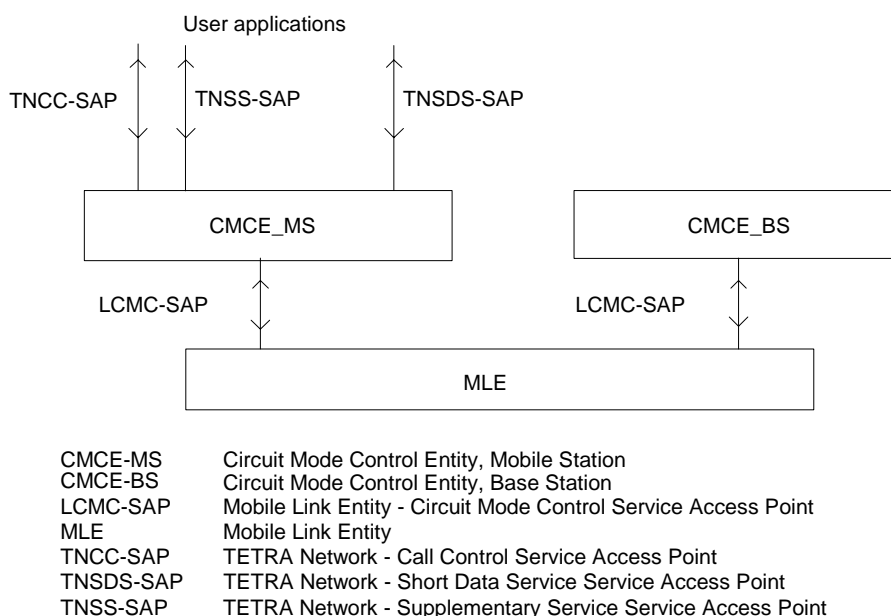 User applications
TNCC-SAP TNSS-SAP TNSDS-SAP
CMCE_MS CMCE_BS
LCMC-SAP LCMC-SAP
MLE
CMCE-MS Circuit Mode Control Entity, Mobile Station
CMCE-BS Circuit Mode Control Entity, Base Station
LCMC-SAP Mobile Link Entity - Circuit Mode Control Service Access Point
MLE Mobile Link Entity
TNCC-SAP TETRA Network - Call Control Service Access Point
TNSDS-SAP TETRA Network - Short Data Service Service Access Point
TNSS-SAP TETRA Network - Supplementary Service Service Access Point